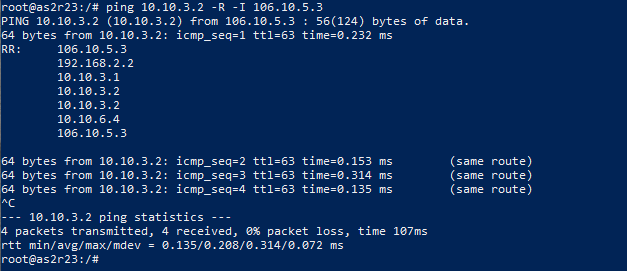 root@as2r23:/# ping 10.10.3.2 -R -I 106.10.5.3
PING 10.10.3.2 (10.10.3.2) from 106.10.5.3 : 56(124) bytes of data.
64 bytes from 10.10.3.2: icmp_seq=1 ttl=63 time=0.232 ms
RR:     106.10.5.3
        192.168.2.2
        10.10.3.1
        10.10.3.2
        10.10.3.2
        10.10.6.4
        106.10.5.3
64 bytes from 10.10.3.2: icmp_seq=2 ttl=63 time=0.153 ms        (same route)
64 bytes from 10.10.3.2: icmp_seq=3 ttl=63 time=0.314 ms        (same route)
64 bytes from 10.10.3.2: icmp_seq=4 ttl=63 time=0.135 ms        (same route)
^C
--- 10.10.3.2 ping statistics ---
4 packets transmitted, 4 received, 0% packet loss, time 107ms
rtt min/avg/max/mdev = 0.135/0.208/0.314/0.072 ms
root@as2r23:/#